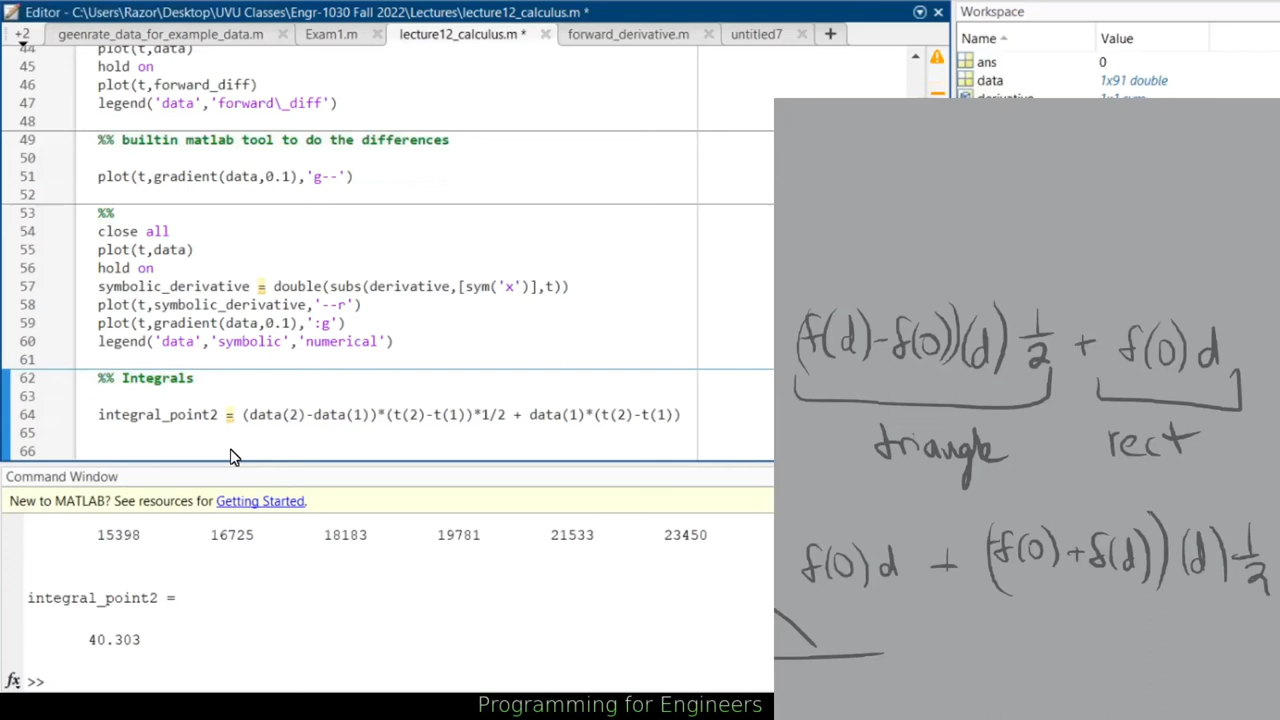 Editor - C:\Users\Razor\Desktop\UVU Classes\Engr-1030 Fall 2022\Lectures\lecture12_calculus.m *
+2 geenrate_data_for_example_data.m Exam1.m lecture12_calculus.m * forward_derivative.m untitled7 +
44 plot(t,data)
45 hold on
46 plot(t,forward_diff)
47 legend('data','forward\_diff')
48
49 %% builtin matlab tool to do the differences
50
51 plot(t,gradient(data,0.1),'g--')
52
53 %%
54 close all
55 plot(t,data)
56 hold on
57 symbolic_derivative = double(subs(derivative,[sym('x')],t))
58 plot(t,symbolic_derivative,'--r')
59 plot(t,gradient(data,0.1),':g')
60 legend('data','symbolic','numerical')
61
62 %% Integrals
63
64 integral_point2 = (data(2)-data(1))*(t(2)-t(1))*1/2 + data(1)*(t(2)-t(1))
65
66
Command Window
New to MATLAB? See resources for Getting Started.
15398 16725 18183 19781 21533 23450
integral_point2 =
40.303
fx >>
Workspace
Name Value
ans 0
data 1x91 double
(f(d)-f(0))(d) 1/2 + f(0)d
triangle rect
f(0)d + (f(0)+f(d))(d) 1/2
Programming for Engineers